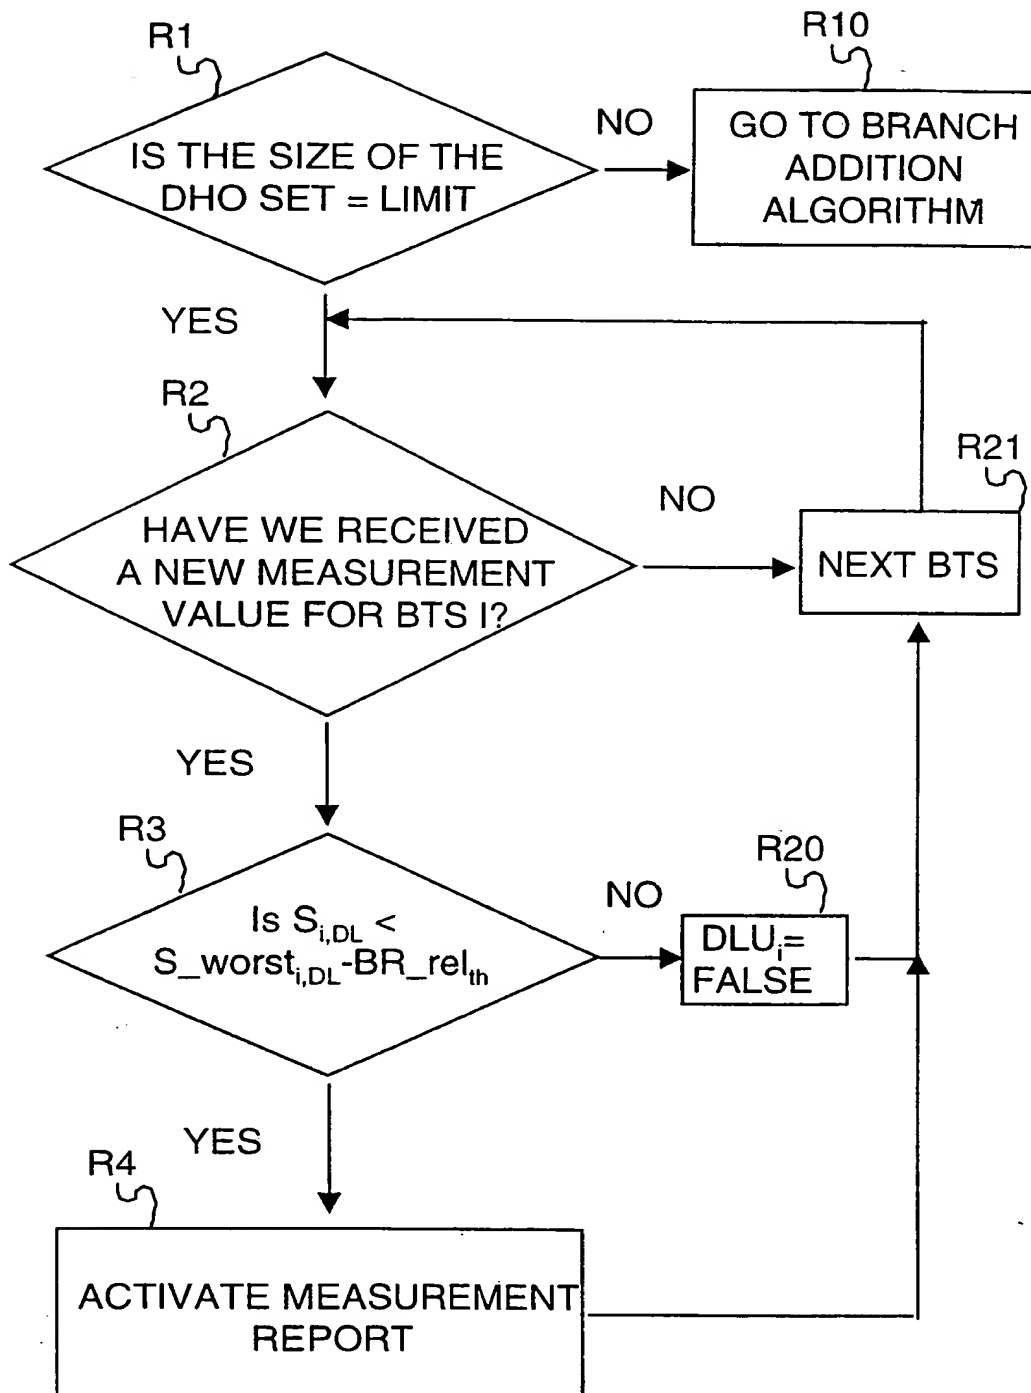 R1
IS THE SIZE OF THE
DHO SET = LIMIT
NO
R10
GO TO BRANCH
ADDITION
ALGORITHM
YES
R2
HAVE WE RECEIVED
A NEW MEASUREMENT
VALUE FOR BTS I?
NO
R21
NEXT BTS
YES
R3
Is S_{i,DL} <
S_worst_{i,DL}-BR_rel_{th}
NO
R20
DLU_i=
FALSE
YES
R4
ACTIVATE MEASUREMENT
REPORT